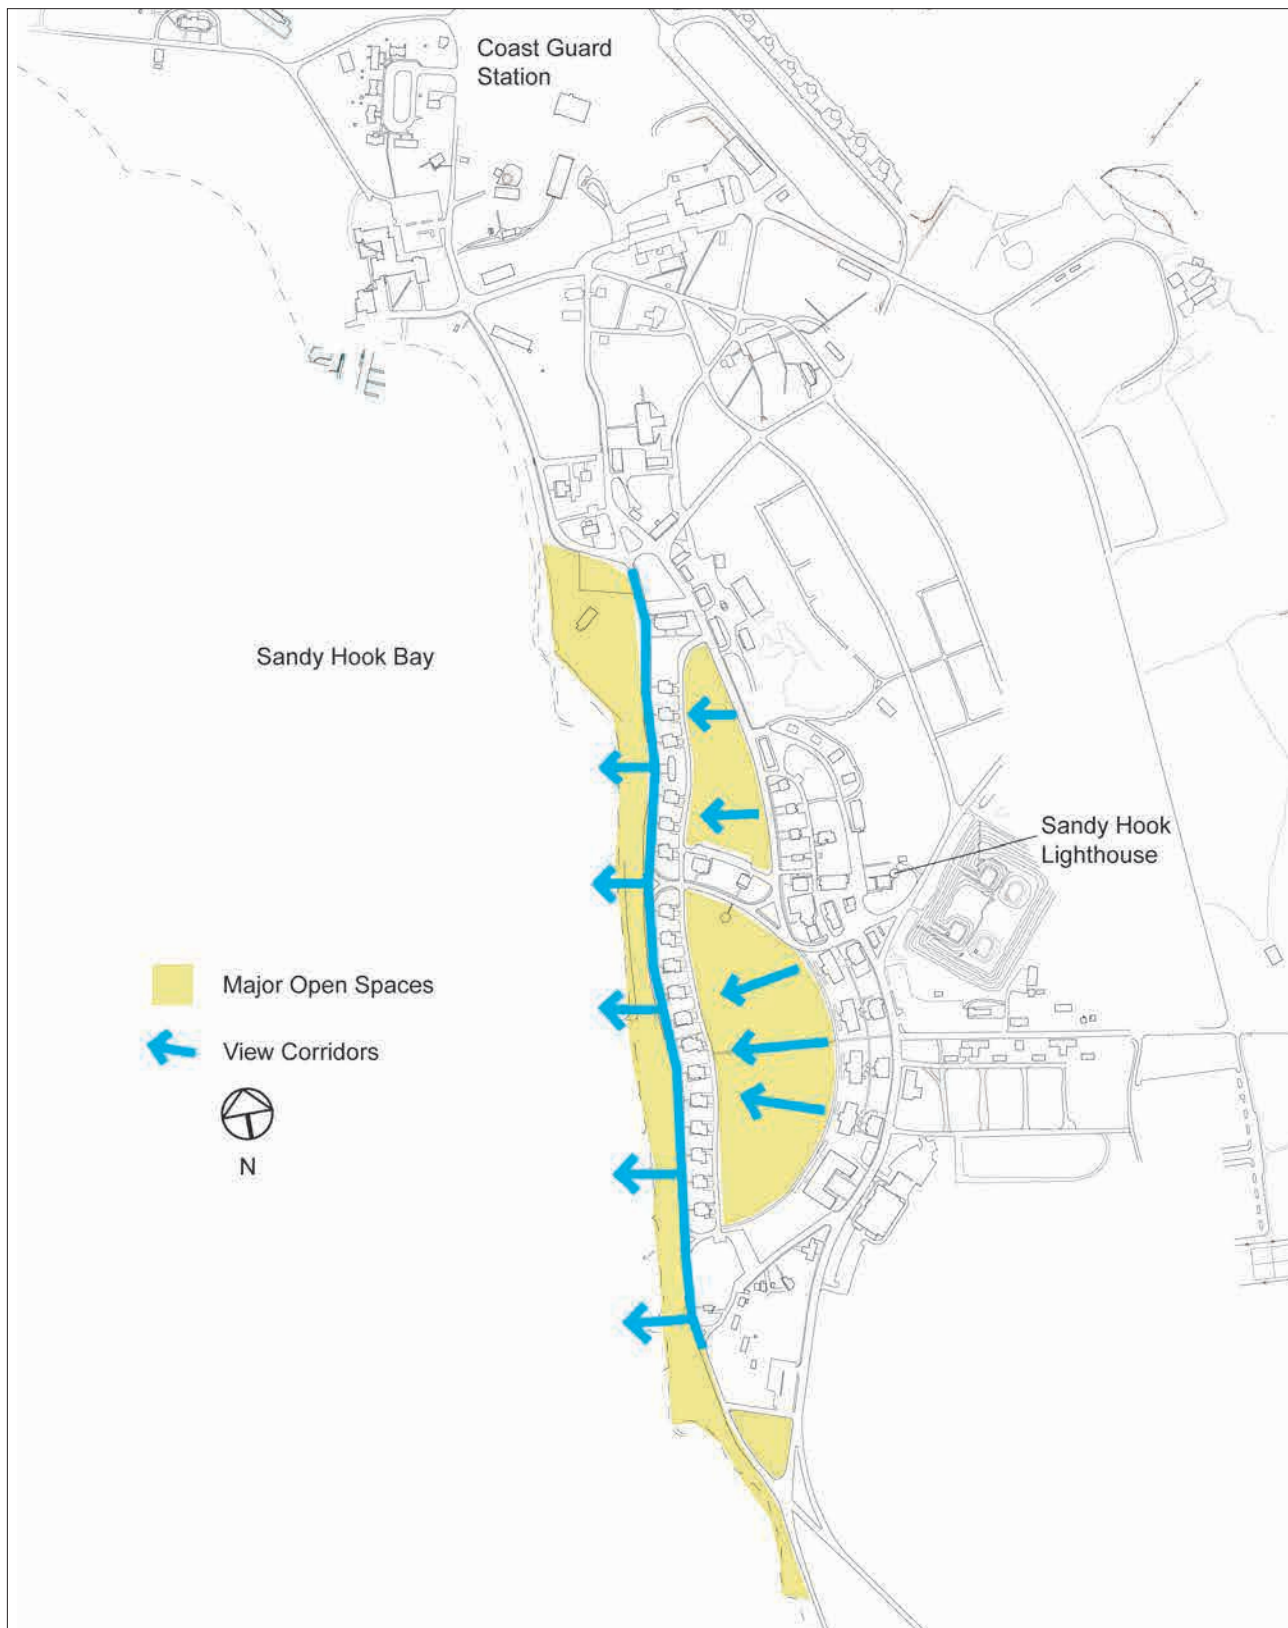 Coast Guard
Station
Sandy Hook Bay
Sandy Hook
Lighthouse
Major Open Spaces
View Corridors
N